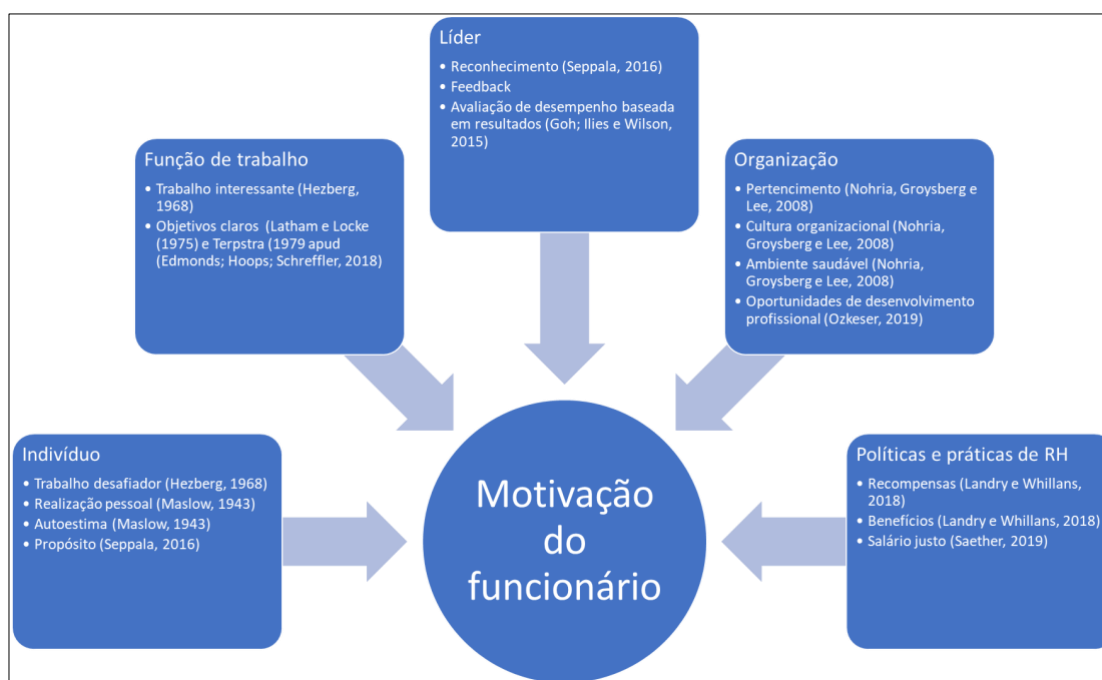 Líder
• Reconhecimento (Seppala, 2016)
• Feedback
• Avaliação de desempenho baseada
em resultados (Goh; Ilies e Wilson,
2015)
Função de trabalho
• Trabalho interessante (Hezberg,
1968)
• Objetivos claros (Latham e Locke
(1975) e Terpstra (1979 apud
(Edmonds; Hoops; Schreffler, 2018)
Organização
• Pertencimento (Nohria, Groysberg e
Lee, 2008)
• Cultura organizacional (Nohria,
Groysberg e Lee, 2008)
• Ambiente saudável (Nohria,
Groysberg e Lee, 2008)
• Oportunidades de desenvolvimento
profissional (Ozkeser, 2019)
Indivíduo
• Trabalho desafiador (Hezberg, 1968)
• Realização pessoal (Maslow, 1943)
• Autoestima (Maslow, 1943)
• Propósito (Seppala, 2016)
Motivação
do
funcionário
Políticas e práticas de RH
• Recompensas (Landry e Whillans,
2018)
• Benefícios (Landry e Whillans, 2018)
• Salário justo (Saether, 2019)